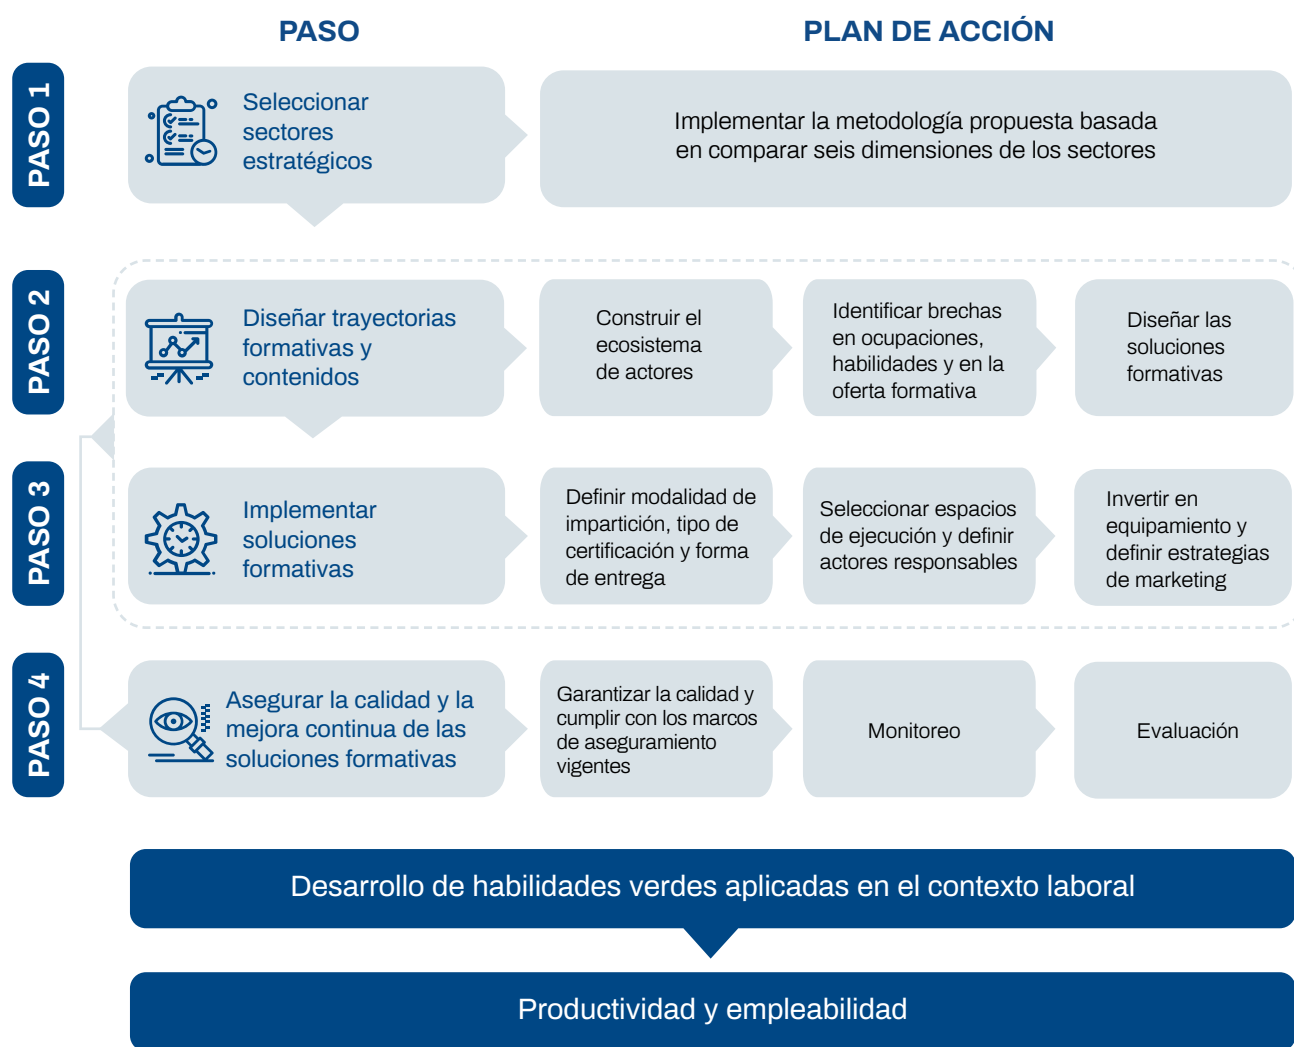 PASO
PLAN DE ACCIÓN
PASO 1
Seleccionar
sectores
estratégicos
Implementar la metodología propuesta basada
en comparar seis dimensiones de los sectores
PASO 2
Diseñar trayectorias
formativas y
contenidos
Construir el
ecosistema
de actores
Identificar brechas
en ocupaciones,
habilidades y en la
oferta formativa
Diseñar las
soluciones
formativas
PASO 3
Implementar
soluciones
formativas
Definir modalidad de
impartición, tipo de
certificación y forma
de entrega
Seleccionar espacios
de ejecución y definir
actores responsables
Invertir en
equipamiento y
definir estrategias
de marketing
PASO 4
Asegurar la calidad y la
mejora continua de las
soluciones formativas
Garantizar la calidad y
cumplir con los marcos
de aseguramiento
vigentes
Monitoreo
Evaluación
Desarrollo de habilidades verdes aplicadas en el contexto laboral
Productividad y empleabilidad